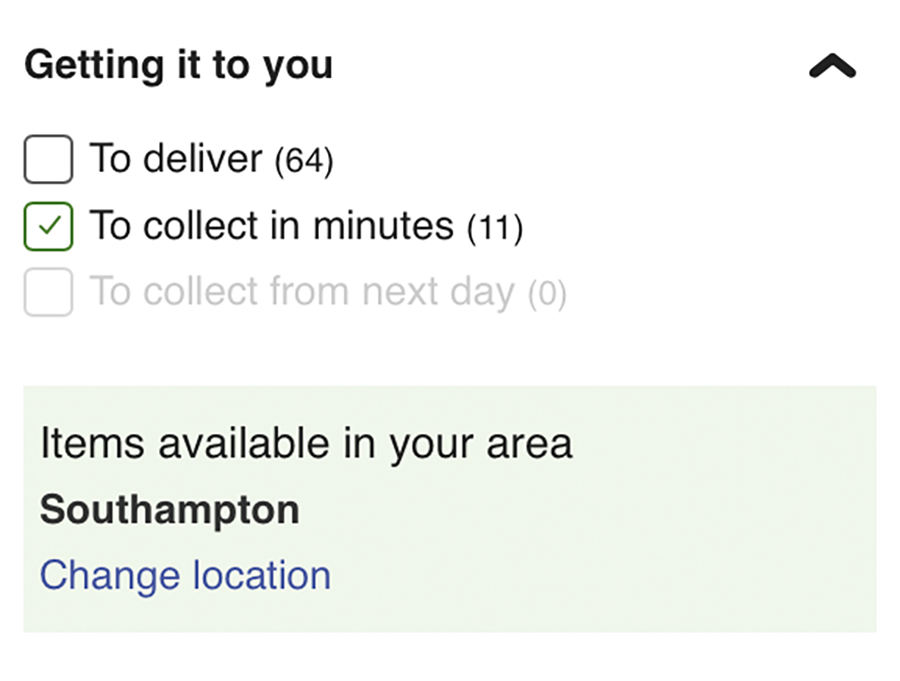 Getting it to you
To deliver (64)
To collect in minutes (11)
To collect from next day (0)
Items available in your area
Southampton
Change location